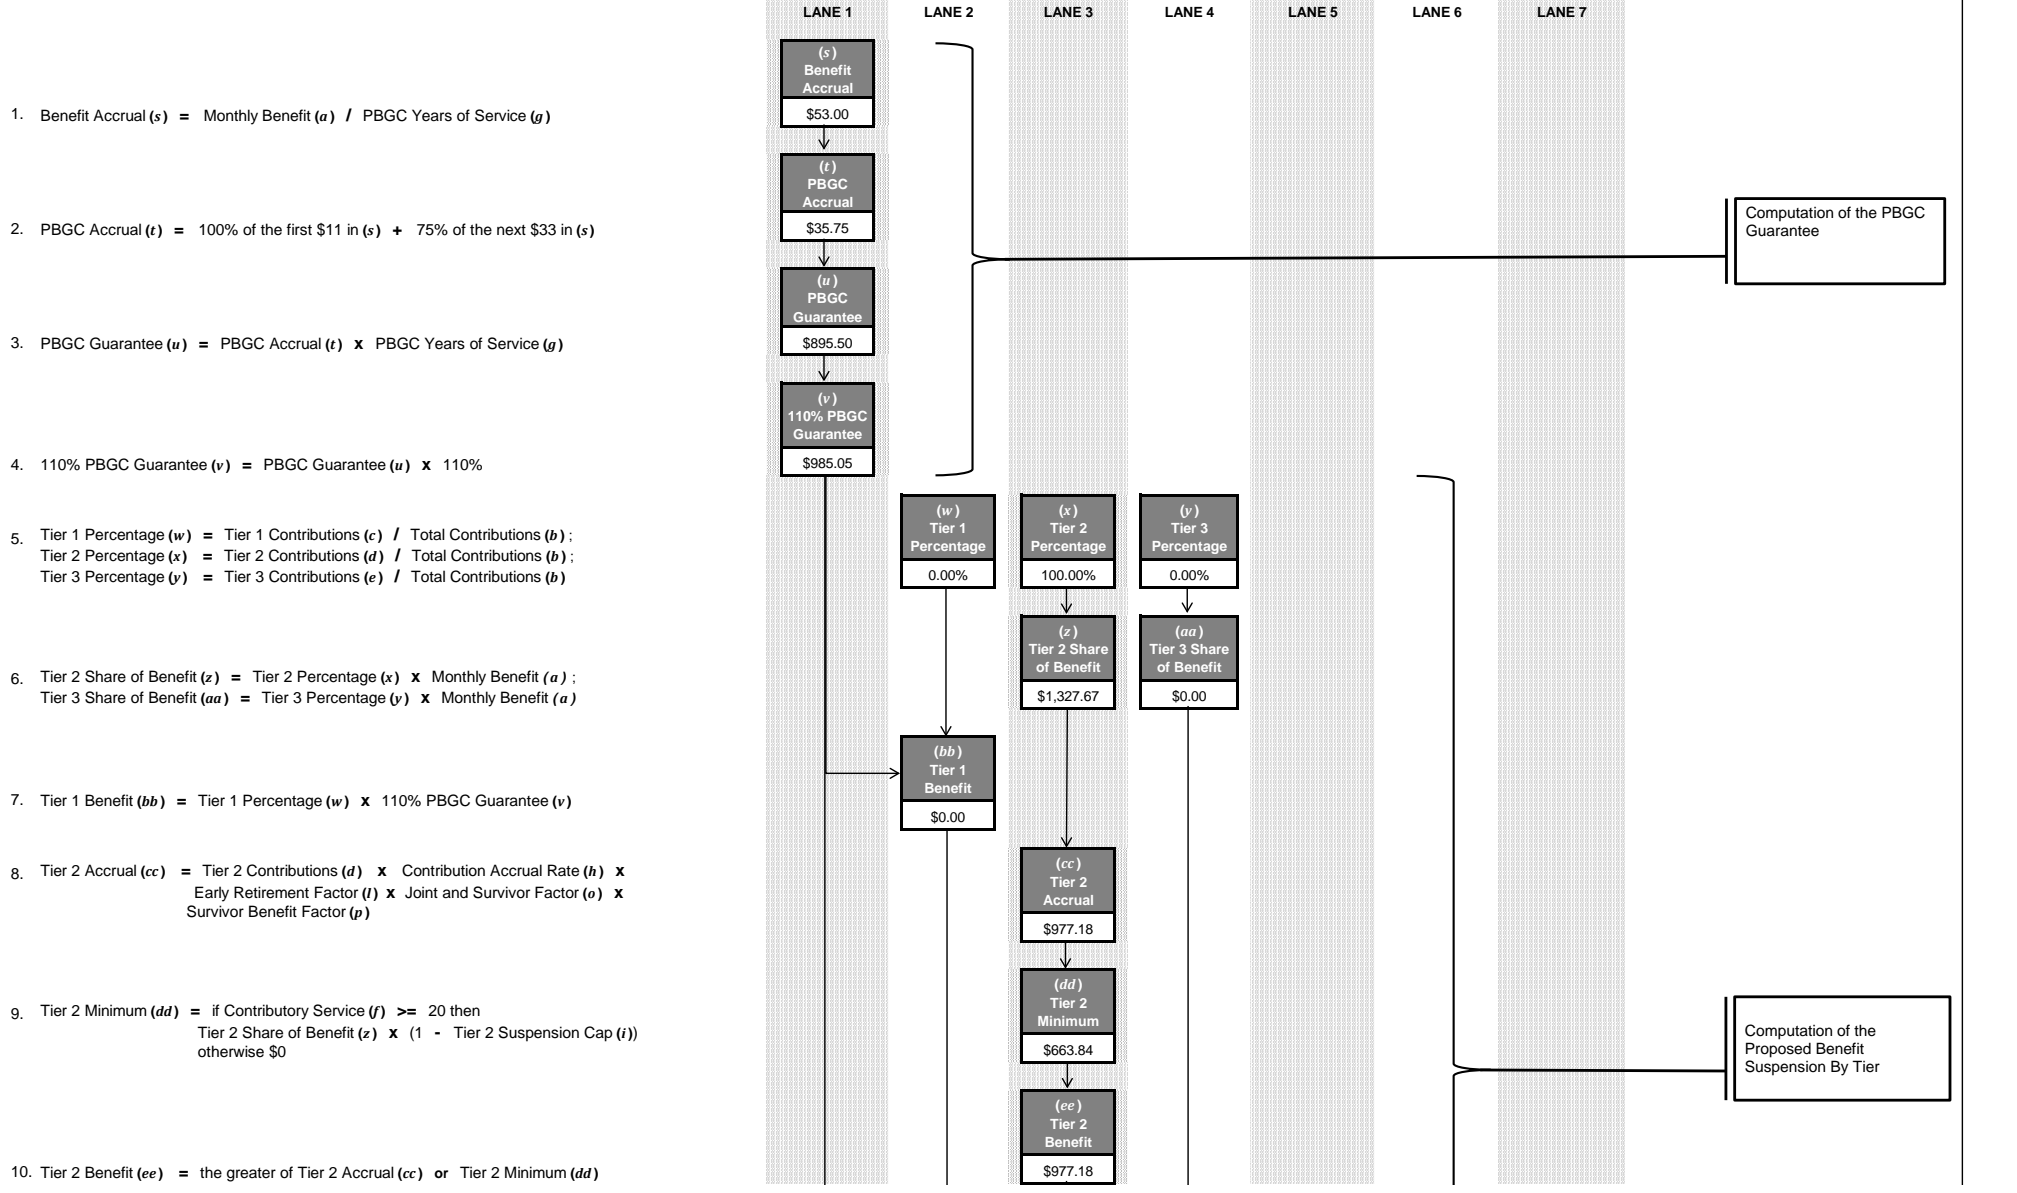 LANE 1 LANE 2 LANE 3 LANE 4 LANE 5 LANE 6 LANE 7
(s)
Benefit
Accrual
$53.00
1. Benefit Accrual (s) = Monthly Benefit (a) / PBGC Years of Service (g)
(t)
PBGC
Accrual
$35.75
2. PBGC Accrual (t) = 100% of the first $11 in (s) + 75% of the next $33 in (s)
Computation of the PBGC
Guarantee
(u)
PBGC
Guarantee
$895.50
3. PBGC Guarantee (u) = PBGC Accrual (t) x PBGC Years of Service (g)
(v)
110% PBGC
Guarantee
$985.05
4. 110% PBGC Guarantee (v) = PBGC Guarantee (u) x 110%
(w)
Tier 1
Percentage
0.00%
(x)
Tier 2
Percentage
100.00%
(y)
Tier 3
Percentage
0.00%
5. Tier 1 Percentage (w) = Tier 1 Contributions (c) / Total Contributions (b) ;
Tier 2 Percentage (x) = Tier 2 Contributions (d) / Total Contributions (b) ;
Tier 3 Percentage (y) = Tier 3 Contributions (e) / Total Contributions (b)
(z)
Tier 2 Share
of Benefit
$1,327.67
(aa)
Tier 3 Share
of Benefit
$0.00
6. Tier 2 Share of Benefit (z) = Tier 2 Percentage (x) x Monthly Benefit (a) ;
Tier 3 Share of Benefit (aa) = Tier 3 Percentage (y) x Monthly Benefit (a)
(bb)
Tier 1
Benefit
$0.00
7. Tier 1 Benefit (bb) = Tier 1 Percentage (w) x 110% PBGC Guarantee (v)
(cc)
Tier 2
Accrual
$977.18
8. Tier 2 Accrual (cc) = Tier 2 Contributions (d) x Contribution Accrual Rate (h) x
Early Retirement Factor (l) x Joint and Survivor Factor (o) x
Survivor Benefit Factor (p)
(dd)
Tier 2
Minimum
$663.84
9. Tier 2 Minimum (dd) = if Contributory Service (f) >= 20 then
Tier 2 Share of Benefit (z) x (1 - Tier 2 Suspension Cap (i))
otherwise $0
Computation of the
Proposed Benefit
Suspension By Tier
(ee)
Tier 2
Benefit
$977.18
10. Tier 2 Benefit (ee) = the greater of Tier 2 Accrual (cc) or Tier 2 Minimum (dd)